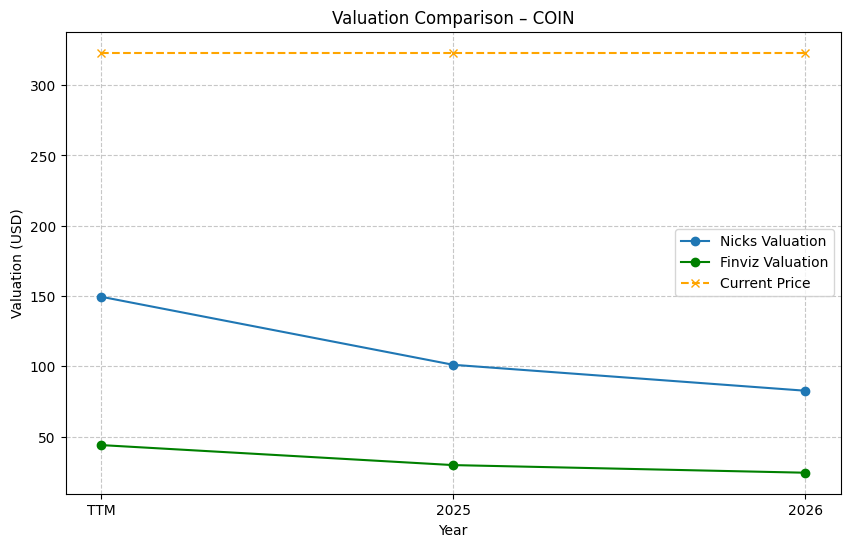 Valuation Comparison – COIN
Valuation (USD)
300
250
200
150
100
50
Nicks Valuation
Finviz Valuation
Current Price
TTM
2025
2026
Year